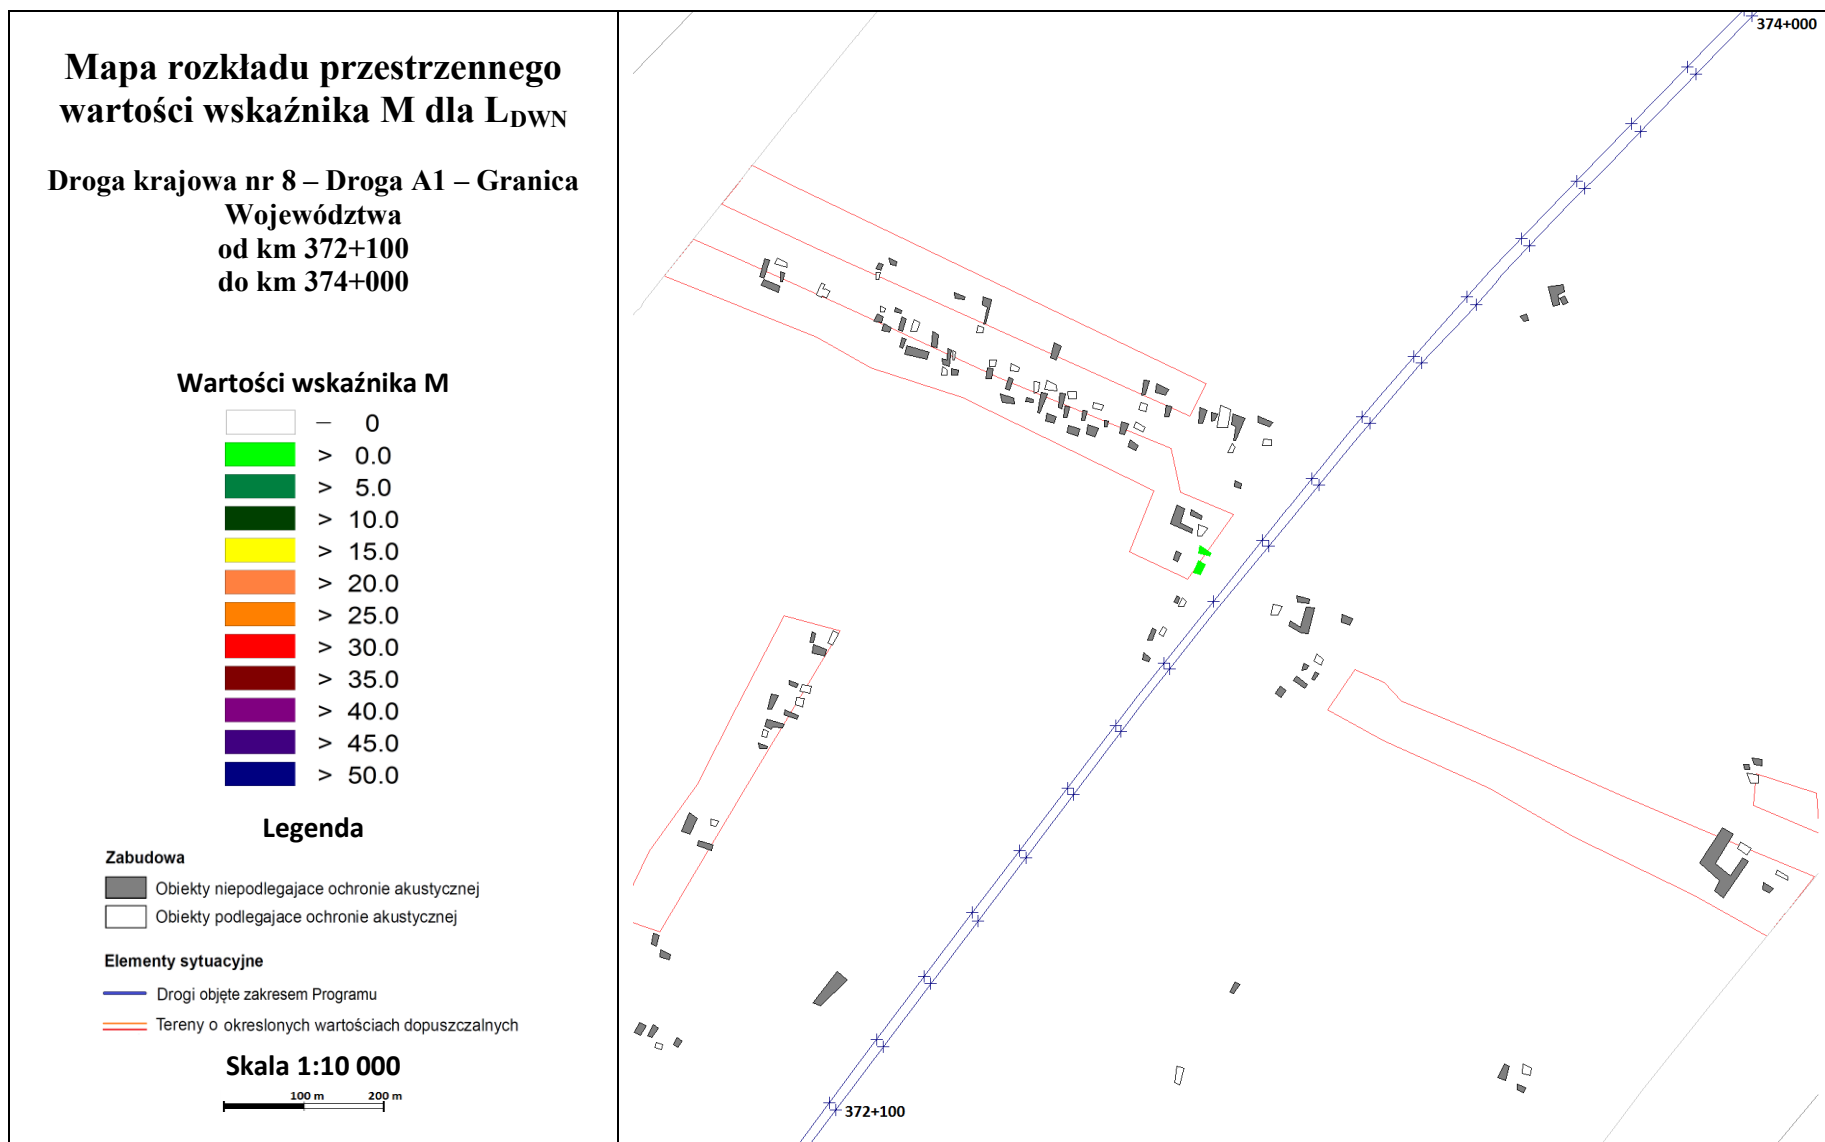 Mapa rozkładu przestrzennego
wartości wskaźnika M dla LDWN
Droga krajowa nr 8 – Droga A1 – Granica
Województwa
od km 372+100
do km 374+000
Wartości wskaźnika M
– 0
> 0.0
> 5.0
> 10.0
> 15.0
> 20.0
> 25.0
> 30.0
> 35.0
> 40.0
> 45.0
> 50.0
Legenda
Zabudowa
Obiekty niepodlegajace ochronie akustycznej
Obiekty podlegajace ochronie akustycznej
Elementy sytuacyjne
Drogi objęte zakresem Programu
Tereny o okreslonych wartościach dopuszczalnych
Skala 1:10 000
100 m 200 m
374+000
372+100